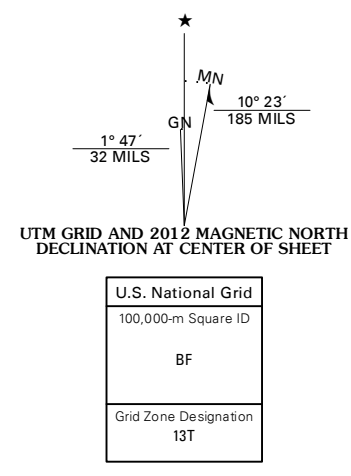 ★
MN
10° 23´
185 MILS
GN
1° 47´
32 MILS
UTM GRID AND 2012 MAGNETIC NORTH
DECLINATION AT CENTER OF SHEET
U.S. National Grid
100,000-m Square ID
BF
Grid Zone Designation
13T